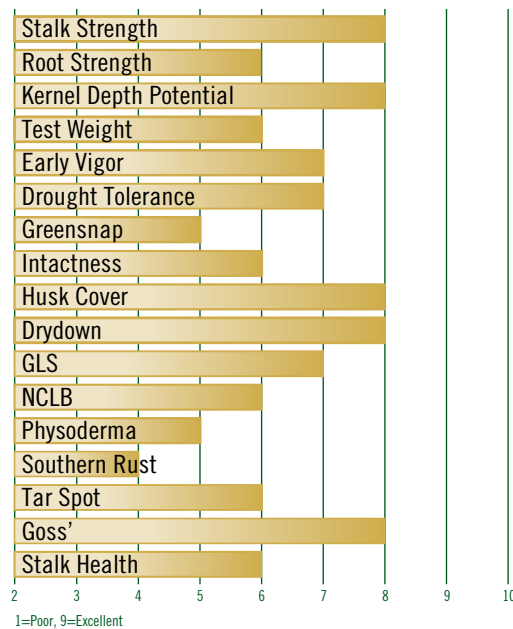 Stalk Strength
Root Strength
Kernel Depth Potential
Test Weight
Early Vigor
Drought Tolerance
Greensnap
Intactness
Husk Cover
Drydown
GLS
NCLB
Physoderma
Southern Rust
Tar Spot
Goss’
Stalk Health
2 3 4 5 6 7 8 9 10
1=Poor, 9=Excellent